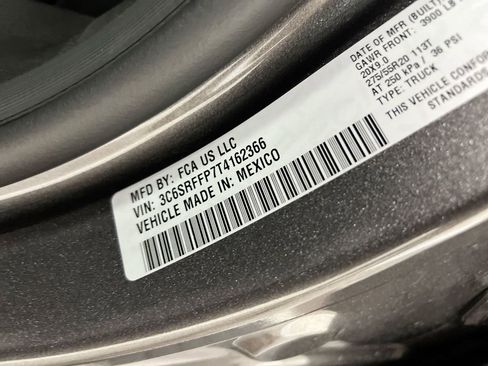 MFD BY: FCA US LLC
VIN: 3C6SRFFP7T4162366
VEHICLE MADE IN: MEXICO
DATE OF MFR (BUILT)
GAWR FRONT: 3900 LB
20X9.0
275/55R20 113T
AT 250 kPa / 36 PSI
TYPE: TRUCK
THIS VEHICLE
STANDARDS